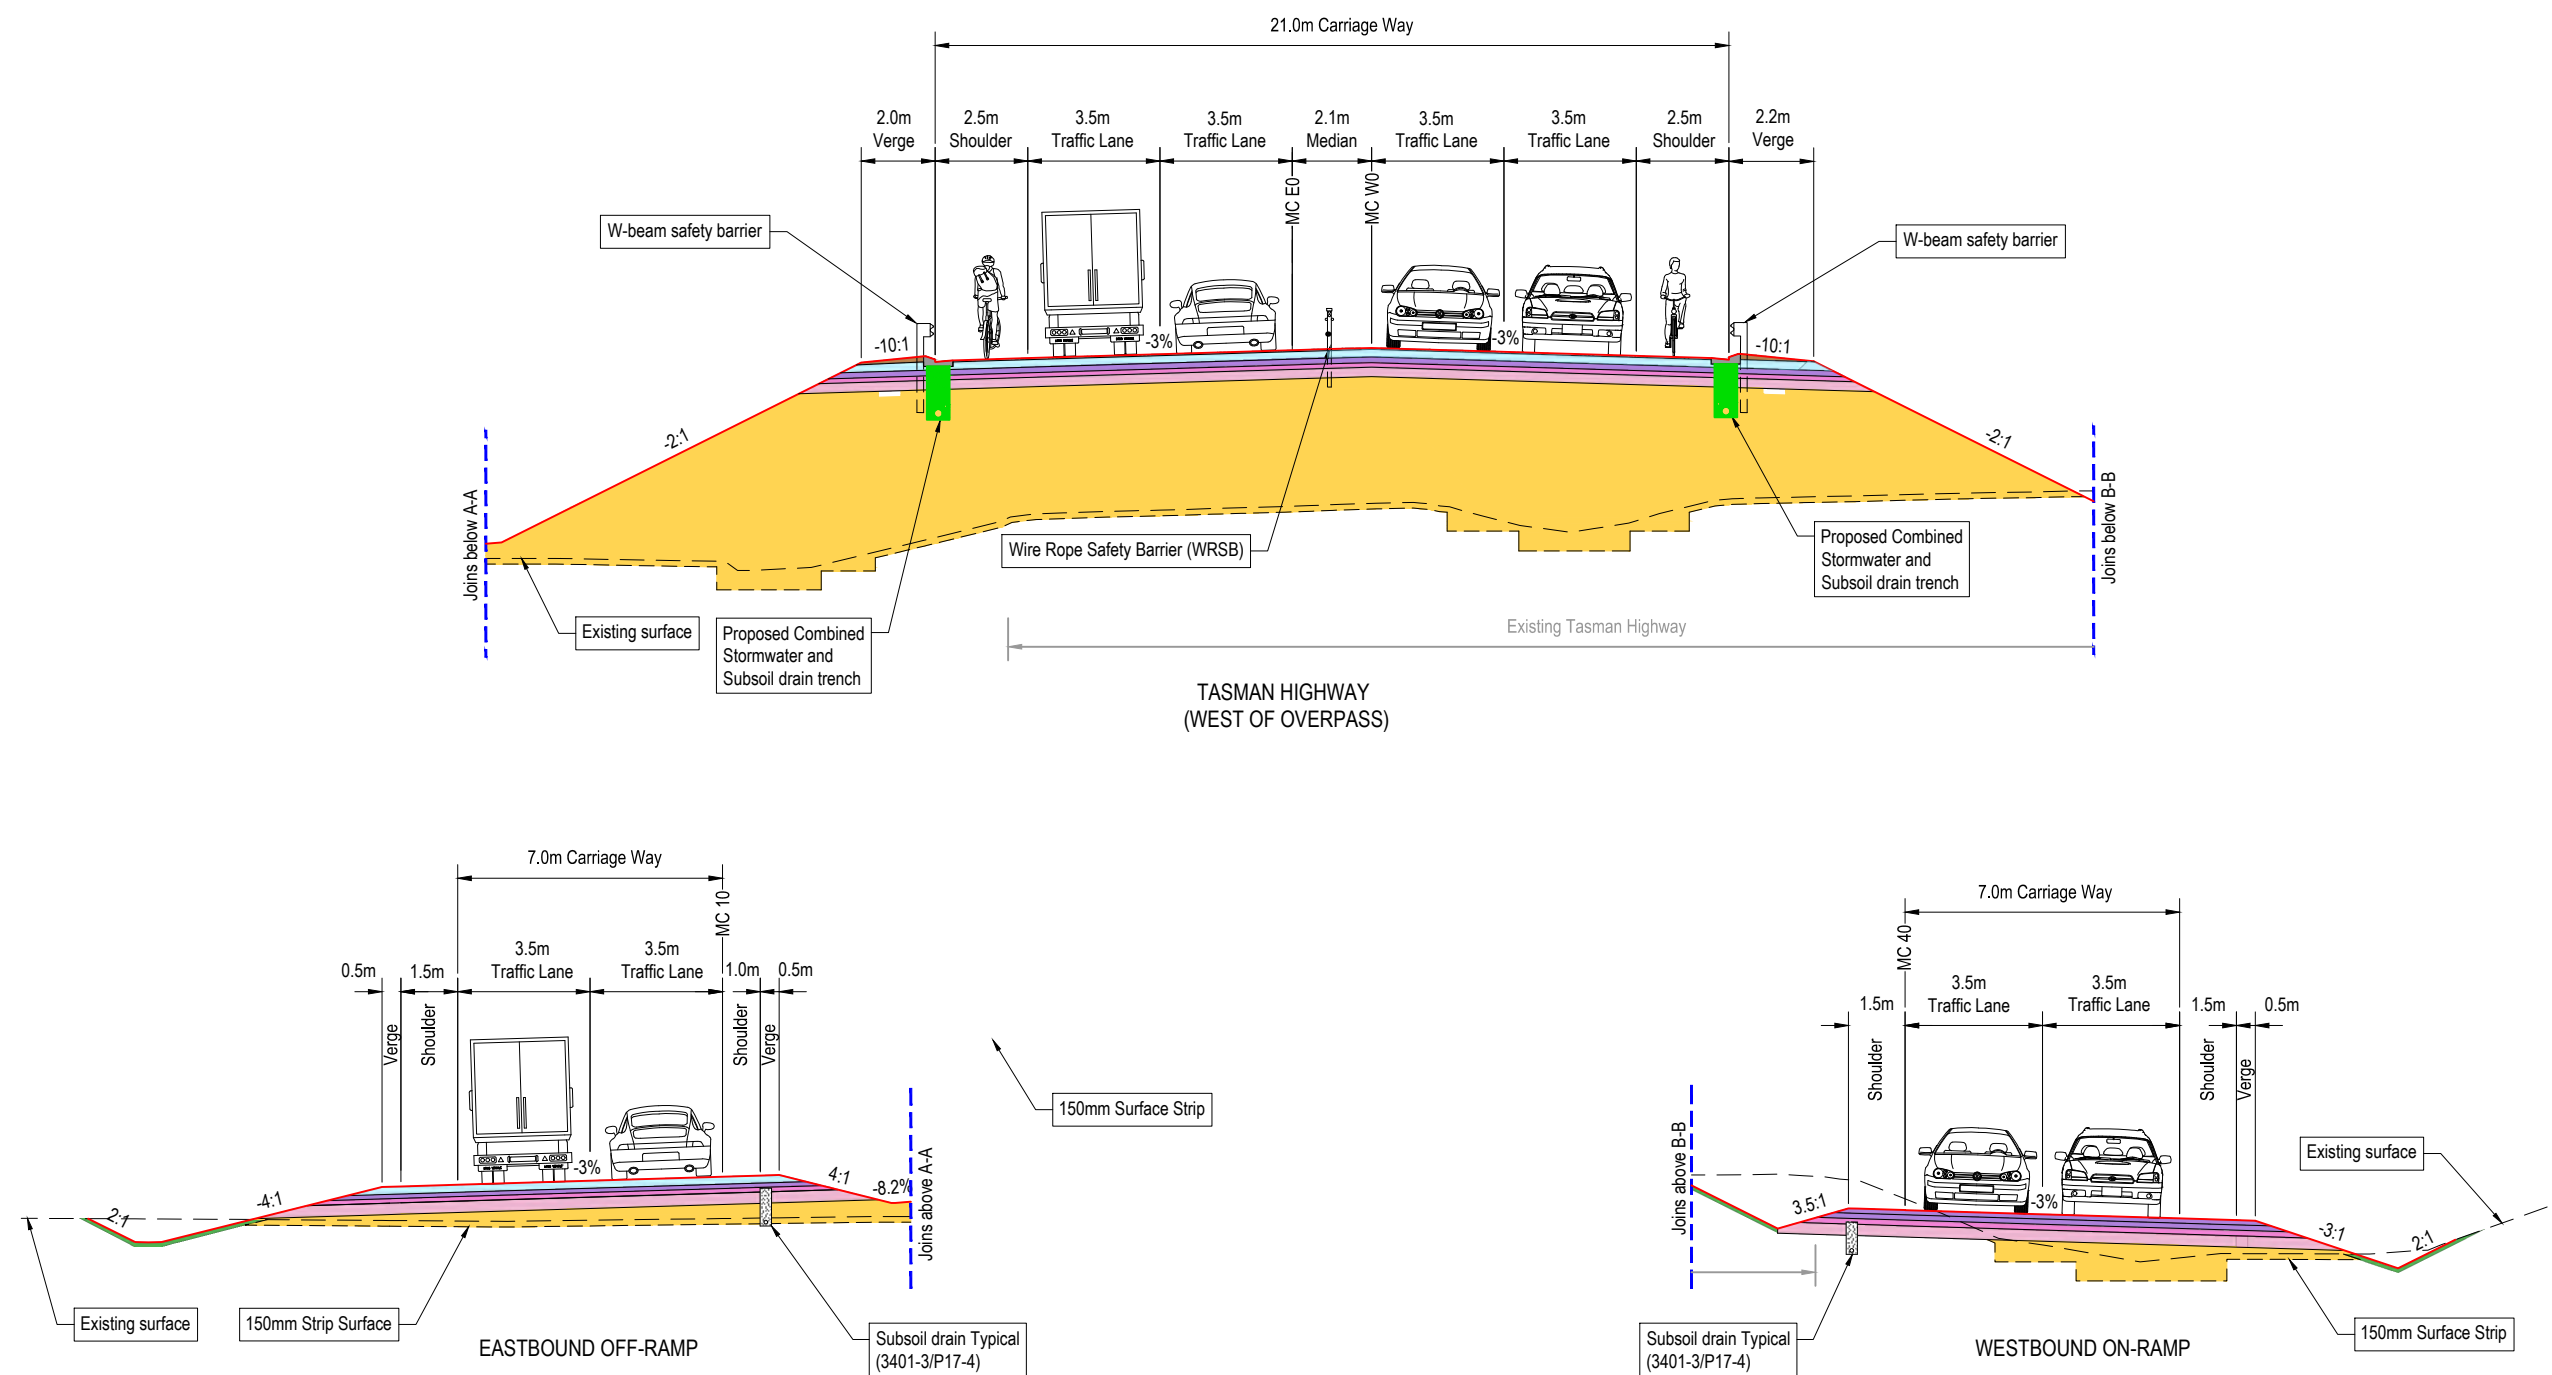 21.0m Carriage Way
2.0m
Verge
2.5m
Shoulder
3.5m
Traffic Lane
3.5m
Traffic Lane
2.1m
Median
3.5m
Traffic Lane
3.5m
Traffic Lane
2.5m
Shoulder
2.2m
Verge
MC E0
MC W0
W-beam safety barrier
W-beam safety barrier
-10:1
-3%
-3%
-10:1
-2:1
-2:1
Joins below A-A
Joins below B-B
Wire Rope Safety Barrier (WRSB)
Proposed Combined
Stormwater and
Subsoil drain trench
Existing surface
Proposed Combined
Stormwater and
Subsoil drain trench
Existing Tasman Highway
TASMAN HIGHWAY
(WEST OF OVERPASS)
7.0m Carriage Way
MC 10
0.5m
Verge
1.5m
Shoulder
3.5m
Traffic Lane
3.5m
Traffic Lane
1.0m
Shoulder
0.5m
Verge
150mm Surface Strip
-3%
2:1
-4:1
4:1
-8.2%
Joins above A-A
Existing surface
150mm Strip Surface
Subsoil drain Typical
(3401-3/P17-4)
EASTBOUND OFF-RAMP
7.0m Carriage Way
MC 40
1.5m
Shoulder
3.5m
Traffic Lane
3.5m
Traffic Lane
1.5m
Shoulder
0.5m
Verge
Joins above B-B
Existing surface
3.5:1
-3%
-3:1
2:1
Subsoil drain Typical
(3401-3/P17-4)
150mm Surface Strip
WESTBOUND ON-RAMP